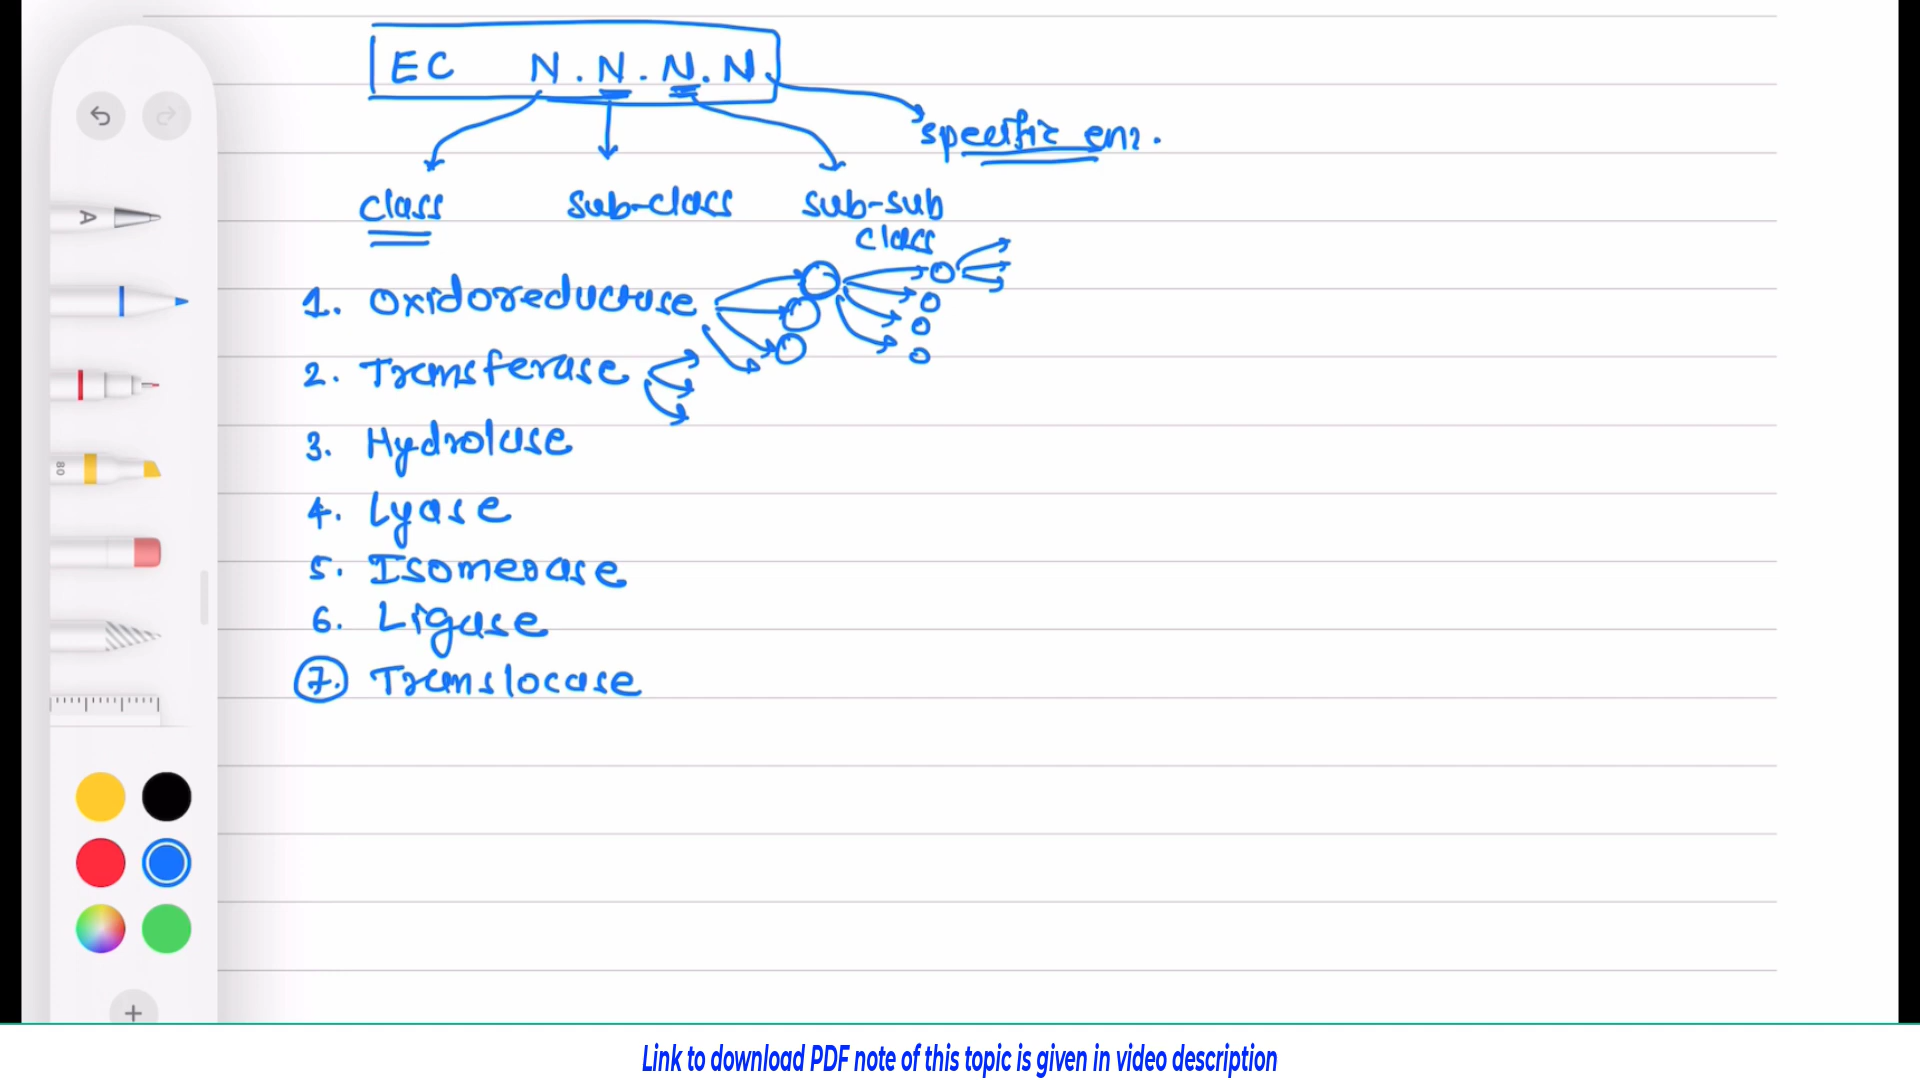 EC N.N.N.N.
specific enz.
class sub-class sub-sub
class
1. Oxidoreductase
2. Transferase
3. Hydrolase
4. Lyase
5. Isomerase
6. Ligase
7. Translocase
A
80
Link to download PDF note of this topic is given in video description